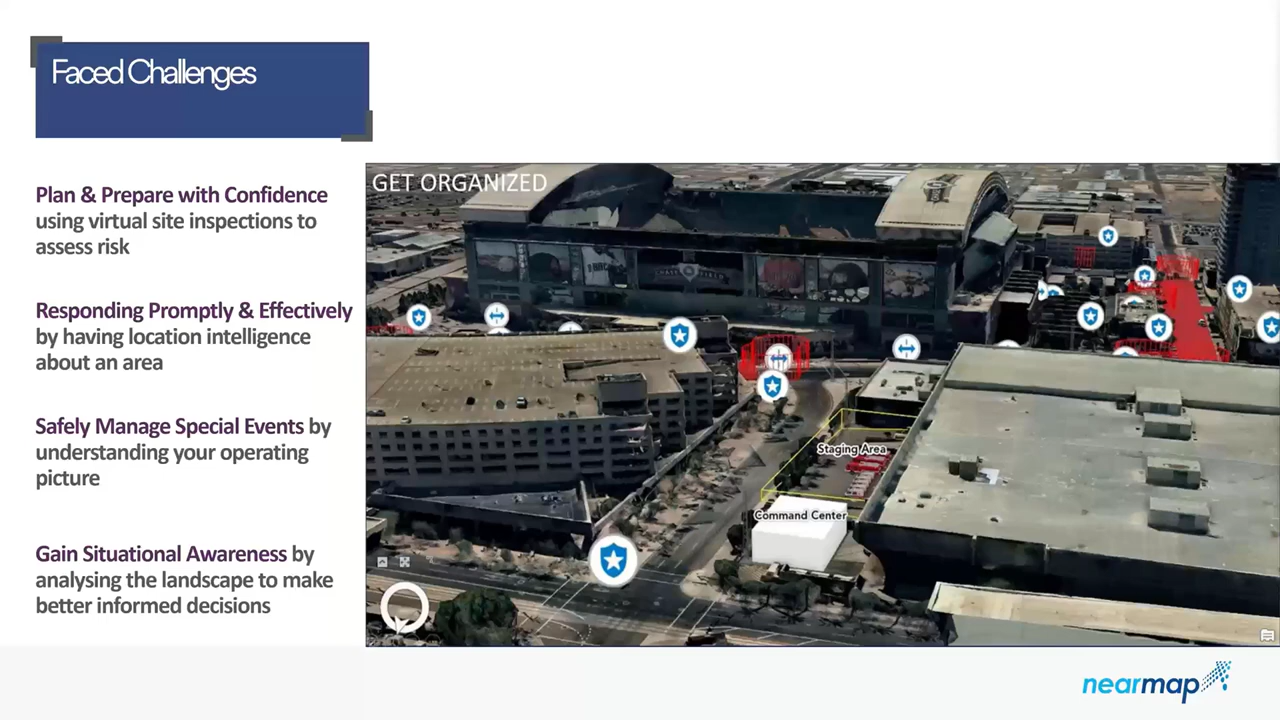 Faced Challenges
Plan & Prepare with Confidence
using virtual site inspections to
assess risk
Responding Promptly & Effectively
by having location intelligence
about an area
Safely Manage Special Events by
understanding your operating
picture
Gain Situational Awareness by
analysing the landscape to make
better informed decisions
GET ORGANIZED
CHASE FIELD
Staging Area
Command Center
nearmap